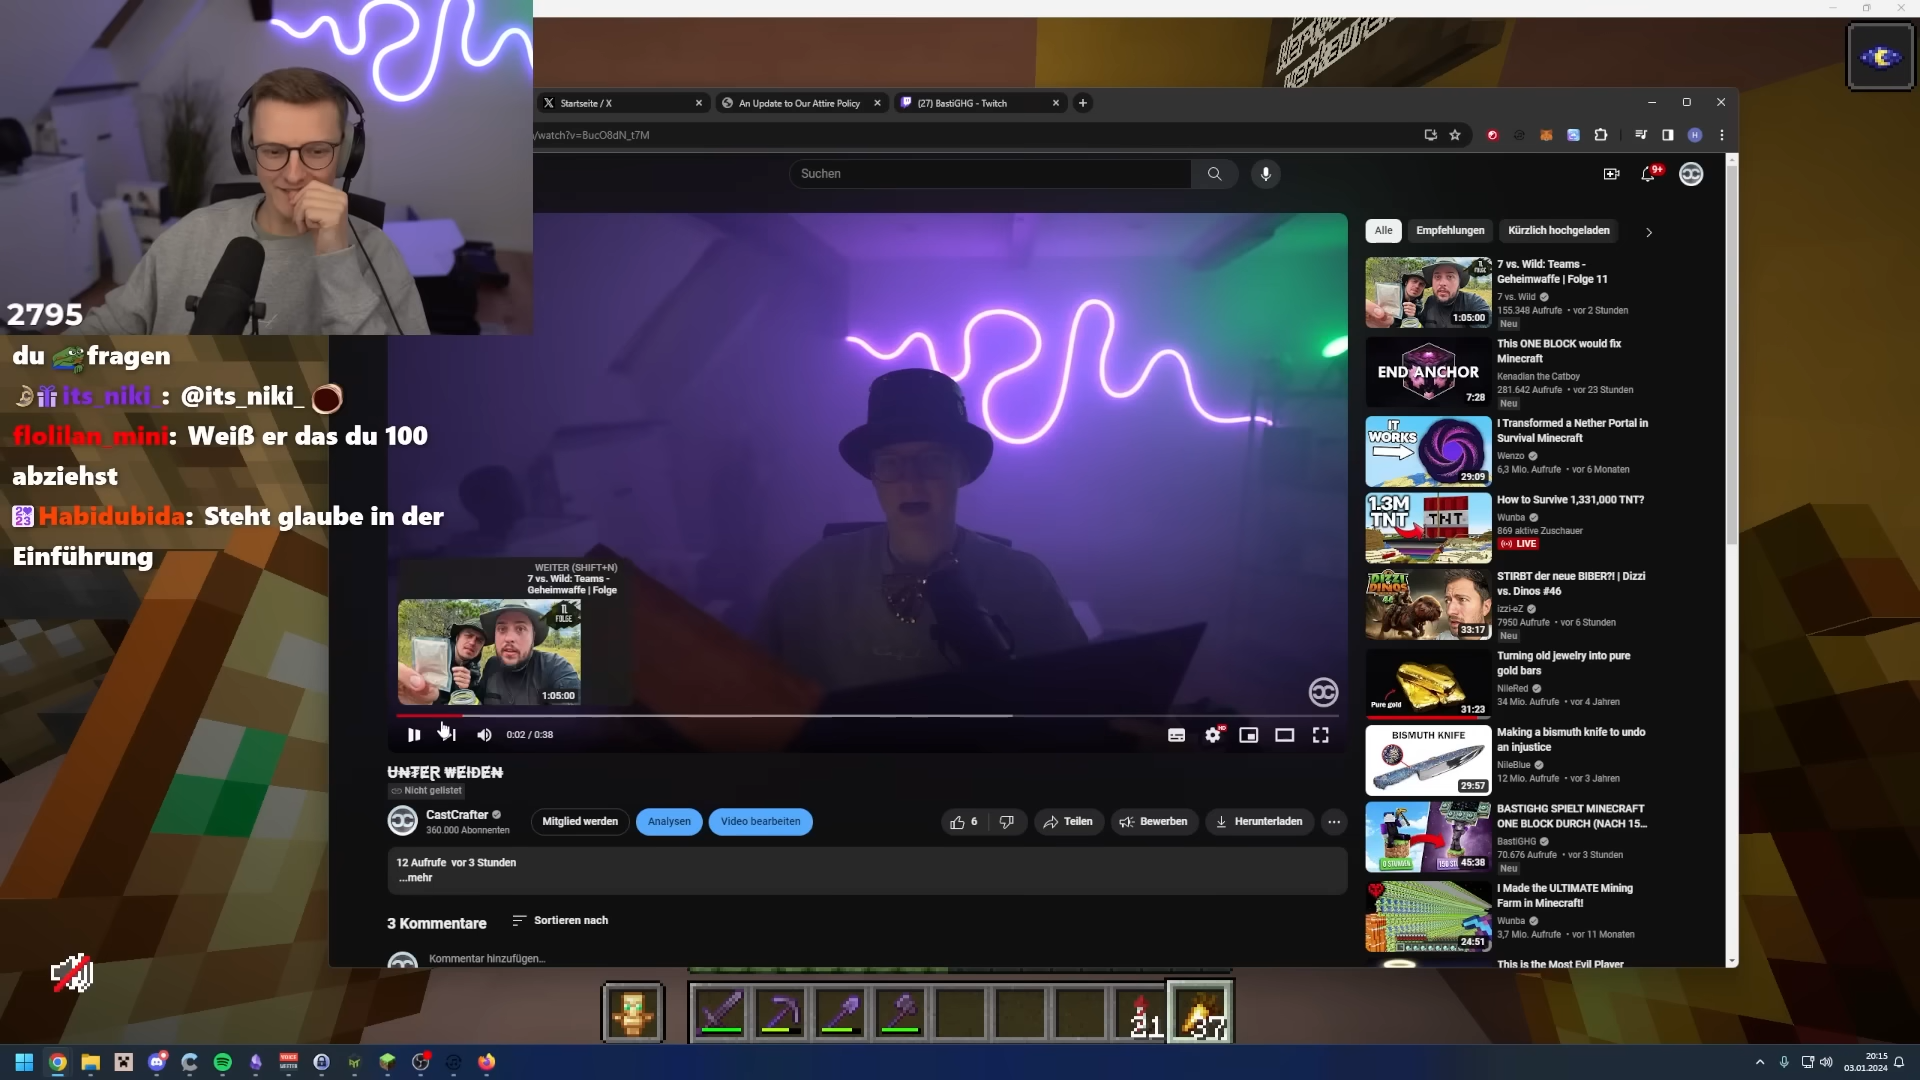 Startseite / X
An Update to Our Attire Policy
(27) BastiGHG - Twitch
/watch?v=BucO8dN_t7M
Suchen
9+
2795
du fragen
its_niki_: @its_niki_
flolilan_mini: Weiß er das du 100
abziehst
Habidubida: Steht glaube in der
Einführung
WEITER (SHIFT+N)
7 vs. Wild: Teams -
Geheimwaffe | Folge
11
FOLGE
1:05:00
0:02 / 0:38
HD
UNTER WEIDEN
Nicht gelistet
CastCrafter
360.000 Abonnenten
Mitglied werden
Analysen
Video bearbeiten
6
Teilen
Bewerben
Herunterladen
12 Aufrufe vor 3 Stunden
...mehr
3 Kommentare
Sortieren nach
Kommentar hinzufügen...
Alle
Empfehlungen
Kürzlich hochgeladen
7 vs. Wild: Teams -
Geheimwaffe | Folge 11
7 vs. Wild
155.348 Aufrufe • vor 2 Stunden
Neu
1:05:00
This ONE BLOCK would fix
Minecraft
Kenadian the Catboy
281.642 Aufrufe • vor 23 Stunden
Neu
END ANCHOR
7:28
I Transformed a Nether Portal in
Survival Minecraft
Wenzo
6,3 Mio. Aufrufe • vor 6 Monaten
IT
WORKS
29:09
How to Survive 1,331,000 TNT?
Wunba
869 aktive Zuschauer
LIVE
1.3M
TNT
TNT
STIRBT der neue BIBER?! | Dizzi
vs. Dinos #46
izzi-eZ
7950 Aufrufe • vor 6 Stunden
Neu
DIZZI
DINOS
46
33:17
Turning old jewelry into pure
gold bars
NileRed
34 Mio. Aufrufe • vor 4 Jahren
Pure gold
31:23
Making a bismuth knife to undo
an injustice
NileBlue
12 Mio. Aufrufe • vor 3 Jahren
BISMUTH KNIFE
29:57
BASTIGHG SPIELT MINECRAFT
ONE BLOCK DURCH (NACH 15...
BastiGHG
70.676 Aufrufe • vor 3 Stunden
Neu
0 STUNDEN
45:38
I Made the ULTIMATE Mining
Farm in Minecraft!
Wunba
3,7 Mio. Aufrufe • vor 11 Monaten
24:51
This is the Most Evil Player
21
37
20:15
03.01.2024